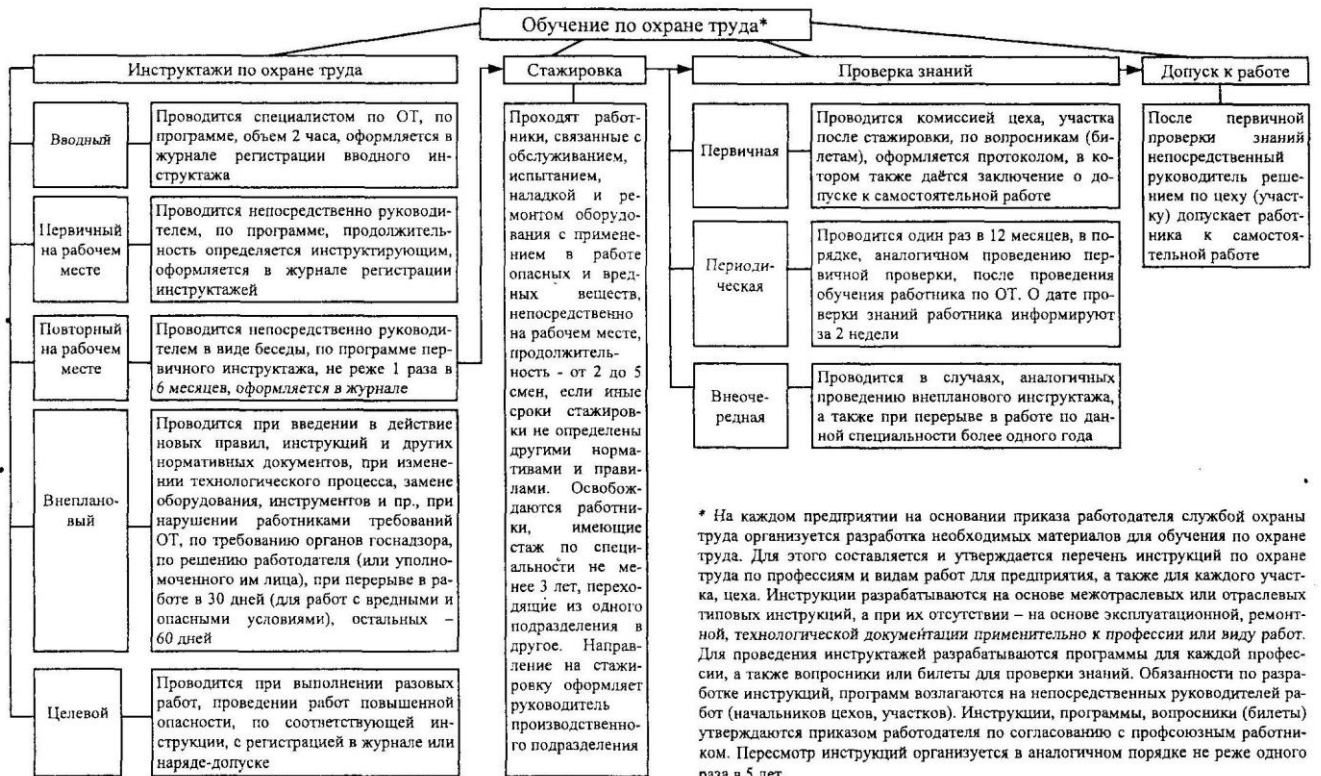 Обучение по охране труда*
Инструктажи по охране труда
Вводный
Проводится специалистом по ОТ, по
программе, объем 2 часа, оформляется в
журнале регистрации вводного ин-
структажа
Первичный
на рабочем
месте
Проводится непосредственно руководи-
телем, по программе, продолжитель-
ность определяется инструктирующим,
оформляется в журнале регистрации
инструктажей
Повторный
на рабочем
месте
Проводится непосредственно руководи-
телем в виде беседы, по программе пер-
вичного инструктажа, не реже 1 раза в
6 месяцев, оформляется в журнале
Внеплано-
вый
Проводится при введении в действие
новых правил, инструкций и других
нормативных документов, при измене-
нии технологического процесса, замене
оборудования, инструментов и пр., при
нарушении работниками требований
ОТ, по требованию органов госнадзора,
по решению работодателя (или уполно-
моченного им лица), при перерыве в ра-
боте в 30 дней (для работ с вредными и
опасными условиями), остальных –
60 дней
Целевой
Проводится при выполнении разовых
работ, проведении работ повышенной
опасности, по соответствующей ин-
струкции, с регистрацией в журнале или
наряде-допуске
Стажировка
Проходят работ-
ники, связанные с
обслуживанием,
испытанием,
наладкой и ре-
монтом оборудо-
вания с примене-
нием в работе
опасных и вред-
ных веществ,
непосредственно
на рабочем месте,
продолжитель-
ность - от 2 до 5
смен, если иные
сроки стажиров-
ки не определены
другими норма-
тивами и прави-
лами. Освобож-
даются работни-
ки, имеющие
стаж по специ-
альности не ме-
нее 3 лет, перехо-
дящие из одного
подразделения в
другое. Направ-
ление на стажи-
ровку оформляет
руководитель
производственно-
го подразделения
Проверка знаний
Первичная
Проводится комиссией цеха, участка
после стажировки, по вопросникам (би-
летам), оформляется протоколом, в ко-
тором также даётся заключение о до-
пуске к самостоятельной работе
Периоди-
ческая
Проводится один раз в 12 месяцев, в по-
рядке, аналогичном проведению пер-
вичной проверки, после проведения
обучения работника по ОТ. О дате про-
верки знаний работника информируют
за 2 недели
Внеоче-
редная
Проводится в случаях, аналогичных
проведению внепланового инструктажа,
а также при перерыве в работе по дан-
ной специальности более одного года
Допуск к работе
После первичной
проверки знаний
непосредственный
руководитель реше-
нием по цеху (участ-
ку) допускает работ-
ника к самостоя-
тельной работе
* На каждом предприятии на основании приказа работодателя службой охраны
труда организуется разработка необходимых материалов для обучения по охране
труда. Для этого составляется и утверждается перечень инструкций по охране
труда по профессиям и видам работ для предприятия, а также для каждого участ-
ка, цеха. Инструкции разрабатываются на основе межотраслевых или отраслевых
типовых инструкций, а при их отсутствии – на основе эксплуатационной, ремонт-
ной, технологической документации применительно к профессии или виду работ.
Для проведения инструктажей разрабатываются программы для каждой профес-
сии, а также вопросники или билеты для проверки знаний. Обязанности по разра-
ботке инструкций, программ возлагаются на непосредственных руководителей ра-
бот (начальников цехов, участков). Инструкции, программы, вопросники (билеты)
утверждаются приказом работодателя по согласованию с профсоюзным работни-
ком. Пересмотр инструкций организуется в аналогичном порядке не реже одного
раза в 5 лет